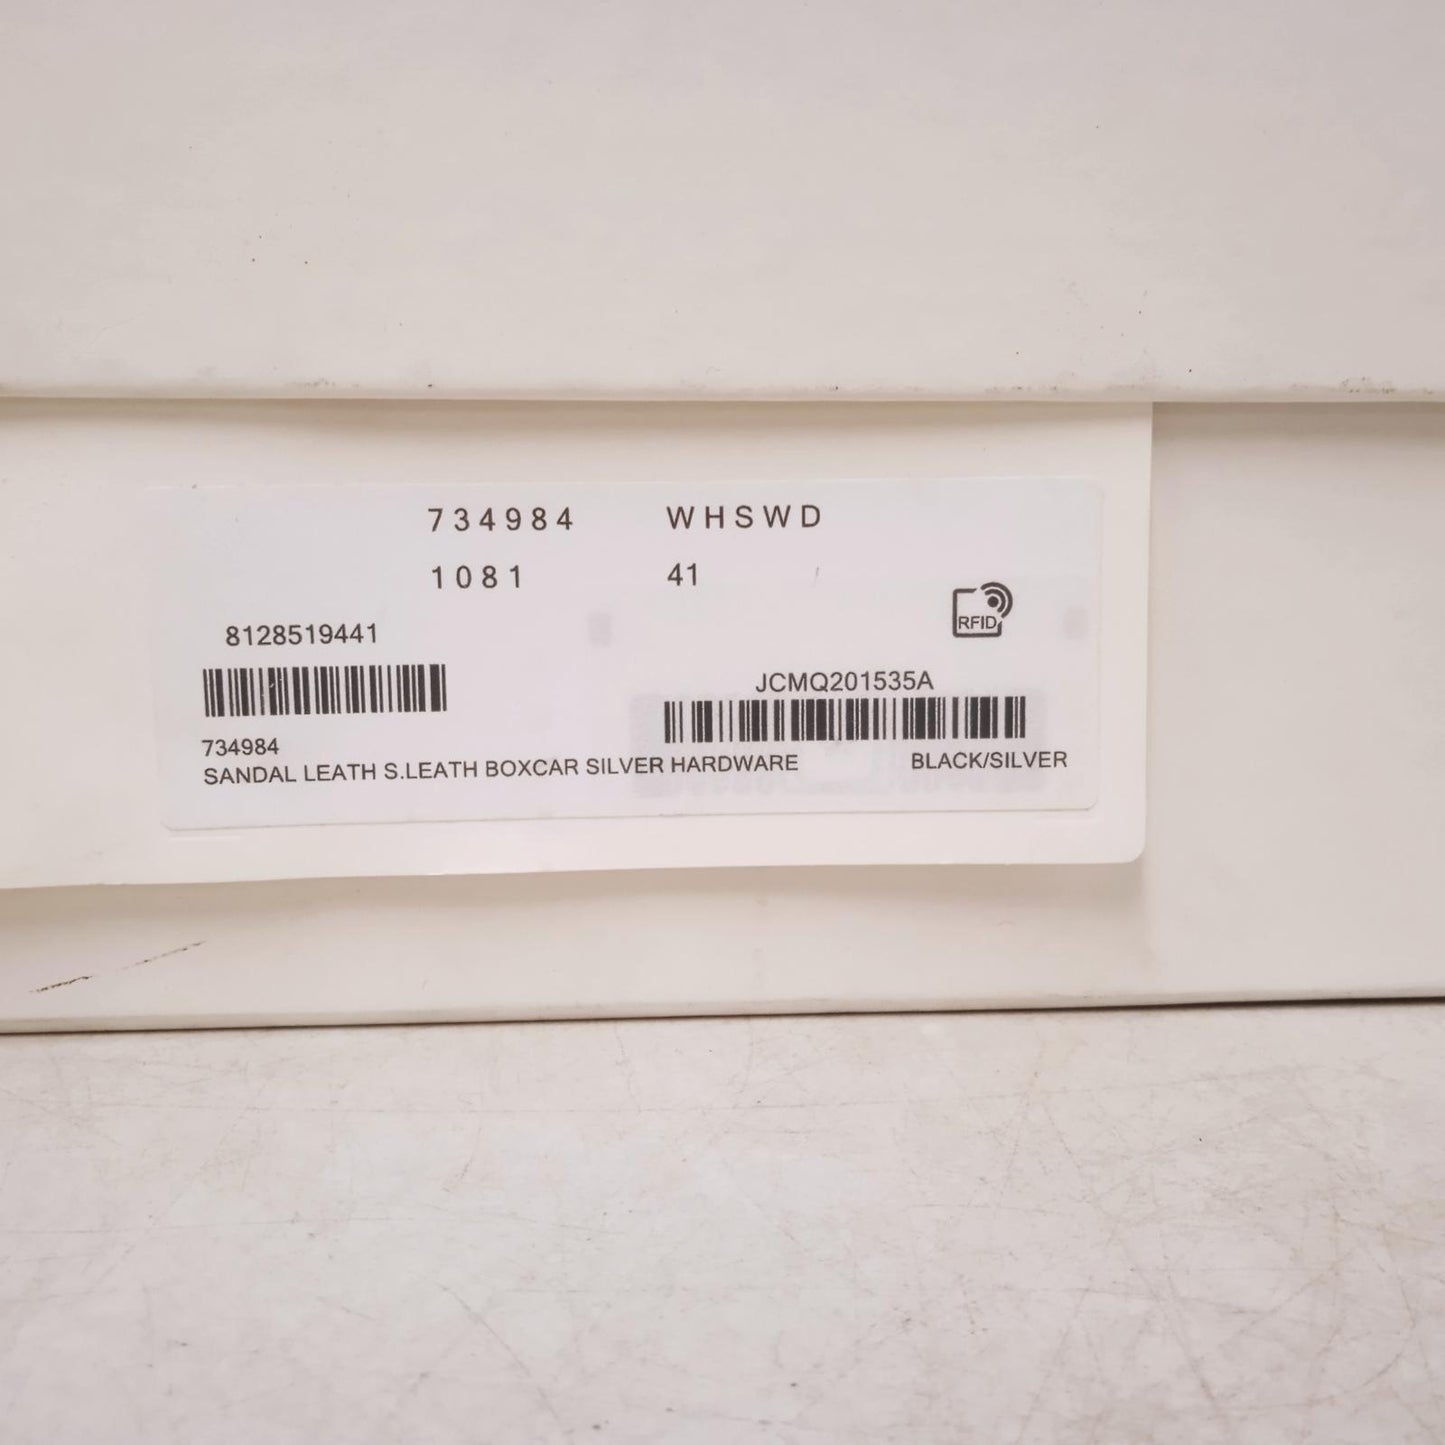 734984 WHSWD
1081 41
RFID
8128519441
JCMQ201535A
734984
SANDAL LEATH S.LEATH BOXCAR SILVER HARDWARE BLACK/SILVER